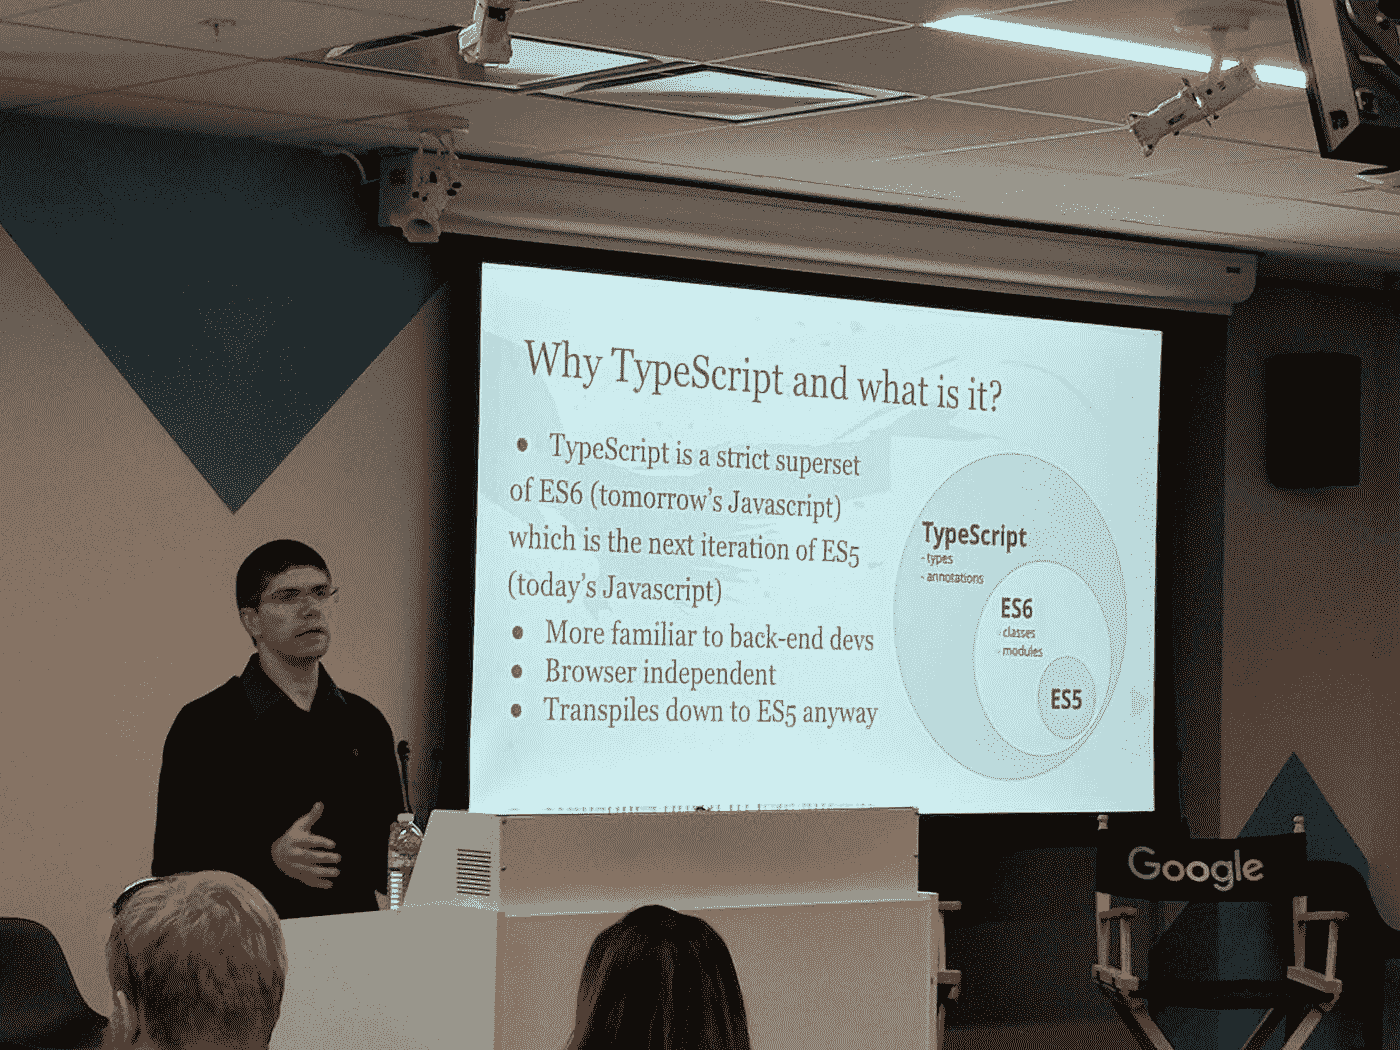 Why TypeScript and what is it?
● TypeScript is a strict superset
of ES6 (tomorrow's Javascript)
which is the next iteration of ES5
(today's Javascript)
● More familiar to back-end devs
● Browser independent
● Transpiles down to ES5 anyway
TypeScript
- types
- annotations
ES6
- classes
- modules
ES5
Google